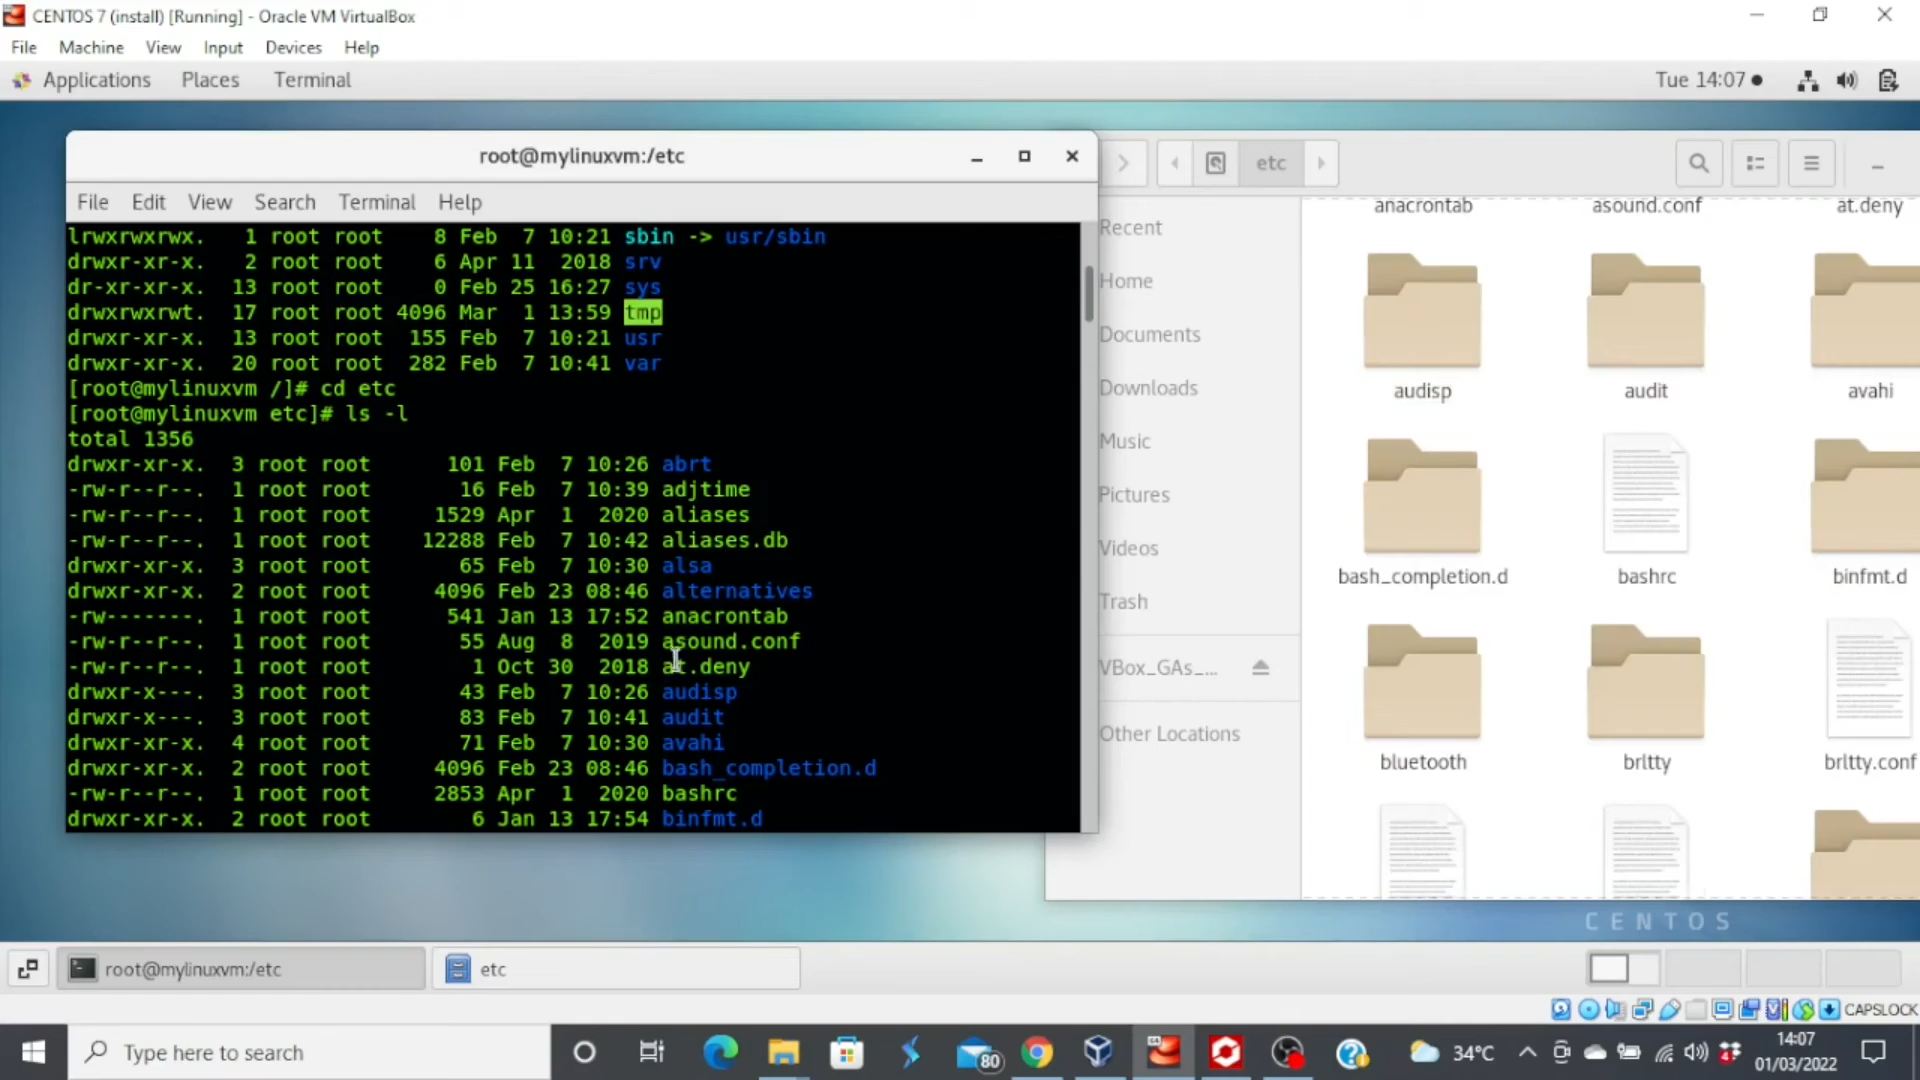 CENTOS 7 (install) [Running] - Oracle VM VirtualBox
File Machine View Input Devices Help
Applications Places Terminal Tue 14:07
root@mylinuxvm:/etc
File Edit View Search Terminal Help
lrwxrwxrwx.   1 root root    8 Feb  7 10:21 sbin -> usr/sbin
drwxr-xr-x.   2 root root    6 Apr 11  2018 srv
dr-xr-xr-x.  13 root root    0 Feb 25 16:27 sys
drwxrwxrwt.  17 root root 4096 Mar  1 13:59 tmp
drwxr-xr-x.  13 root root  155 Feb  7 10:21 usr
drwxr-xr-x.  20 root root  282 Feb  7 10:41 var
[root@mylinuxvm /]# cd etc
[root@mylinuxvm etc]# ls -l
total 1356
drwxr-xr-x.  3 root root      101 Feb  7 10:26 abrt
-rw-r--r--.  1 root root       16 Feb  7 10:39 adjtime
-rw-r--r--.  1 root root     1529 Apr  1  2020 aliases
-rw-r--r--.  1 root root    12288 Feb  7 10:42 aliases.db
drwxr-xr-x.  3 root root       65 Feb  7 10:30 alsa
drwxr-xr-x.  2 root root     4096 Feb 23 08:46 alternatives
-rw-------.  1 root root      541 Jan 13 17:52 anacrontab
-rw-r--r--.  1 root root       55 Aug  8  2019 asound.conf
-rw-r--r--.  1 root root        1 Oct 30  2018 at.deny
drwxr-x---.  3 root root       43 Feb  7 10:26 audisp
drwxr-x---.  3 root root       83 Feb  7 10:41 audit
drwxr-xr-x.  4 root root       71 Feb  7 10:30 avahi
drwxr-xr-x.  2 root root     4096 Feb 23 08:46 bash_completion.d
-rw-r--r--.  1 root root     2853 Apr  1  2020 bashrc
drwxr-xr-x.  2 root root        6 Jan 13 17:54 binfmt.d
etc
Recent
Home
Documents
Downloads
Music
Pictures
Videos
Trash
VBox_GAs_...
Other Locations
anacrontab asound.conf at.deny
audisp audit avahi
bash_completion.d bashrc binfmt.d
bluetooth brltty brltty.conf
CENTOS
root@mylinuxvm:/etc etc
CAPSLOCK
Type here to search 80 34°C 14:07
01/03/2022